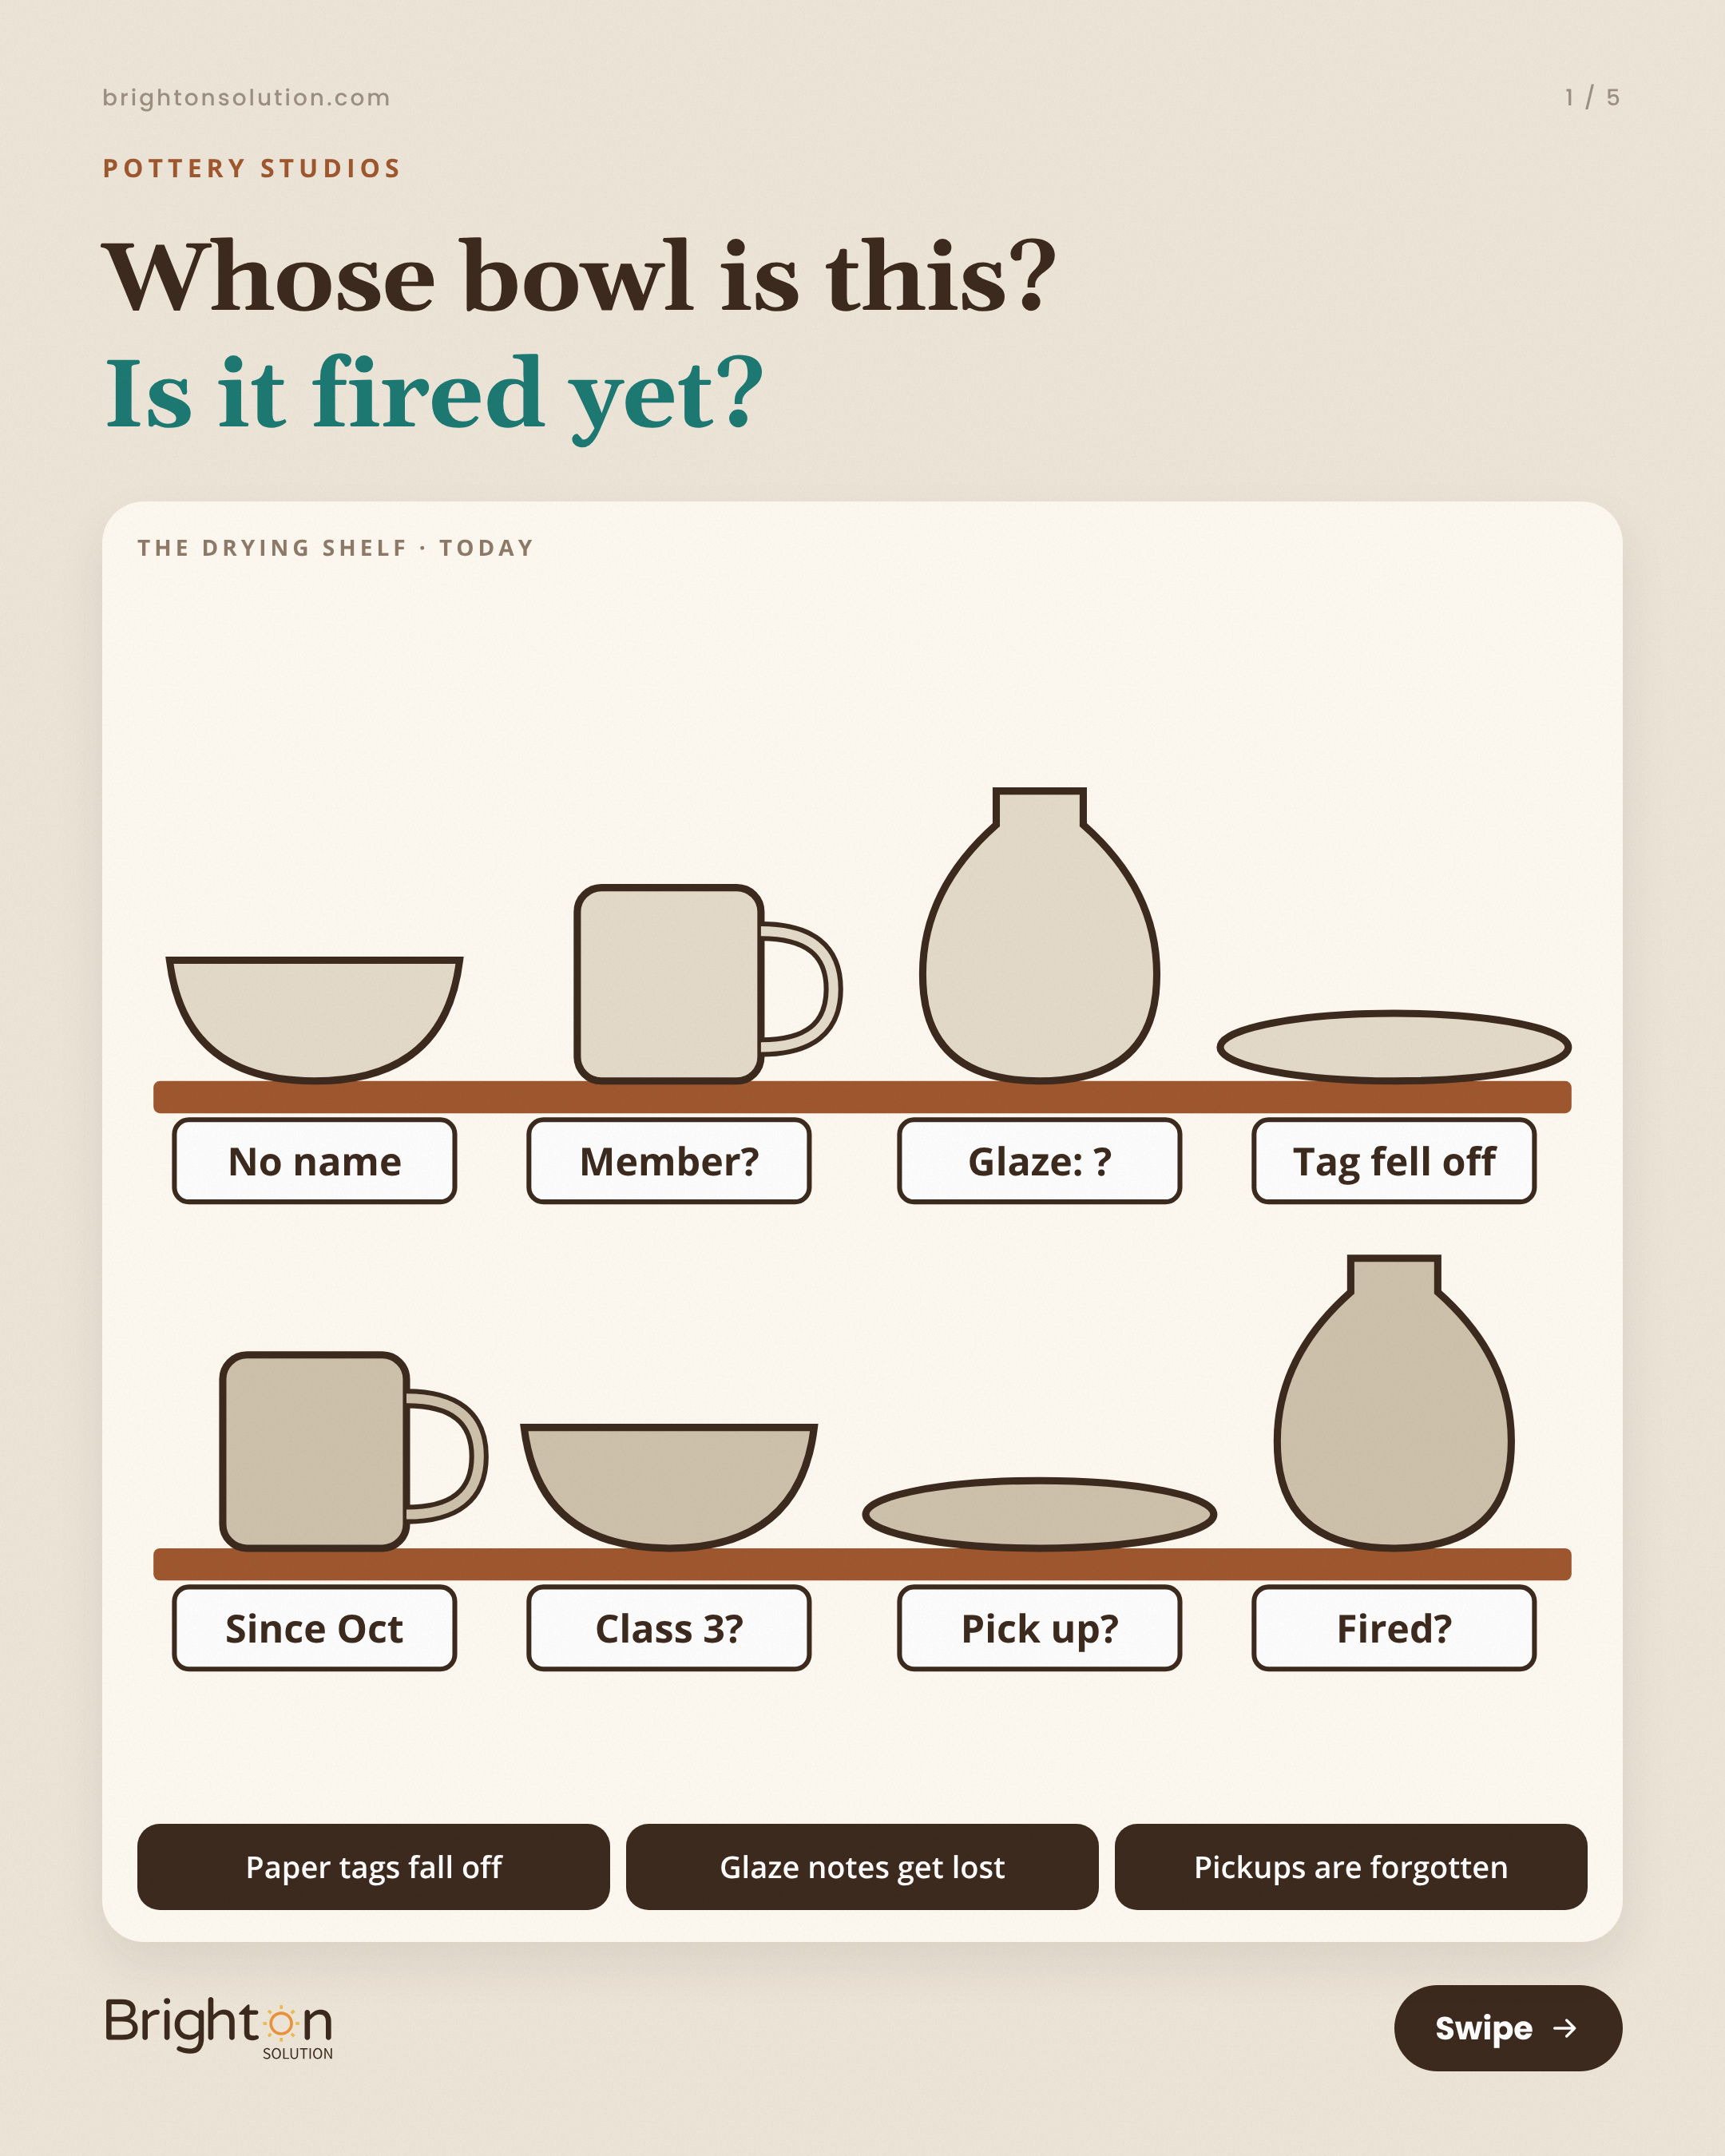 brightonsolution.com
1 / 5
POTTERY STUDIOS
Whose bowl is this?
Is it fired yet?
THE DRYING SHELF · TODAY
No name
Member?
Glaze: ?
Tag fell off
Since Oct
Class 3?
Pick up?
Fired?
Paper tags fall off
Glaze notes get lost
Pickups are forgotten
Brighton
SOLUTION
Swipe →